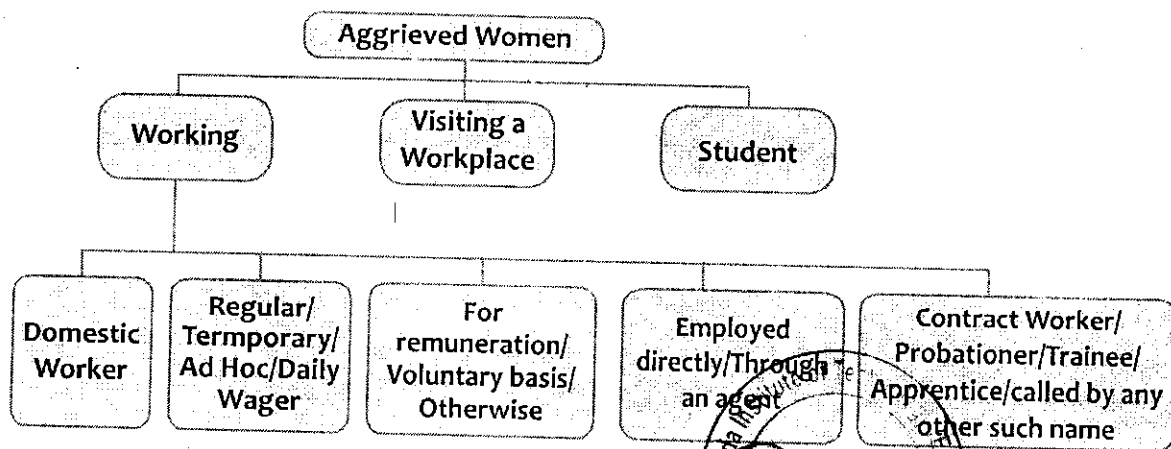 Aggrieved Women
Working
Visiting a
Workplace
Student
Domestic
Worker
Regular/
Termporary/
Ad Hoc/Daily
Wager
For
remuneration/
Voluntary basis/
Otherwise
Employed
directly/Through
an agent
Contract Worker/
Probationer/Trainee/
Apprentice/called by any
other such name